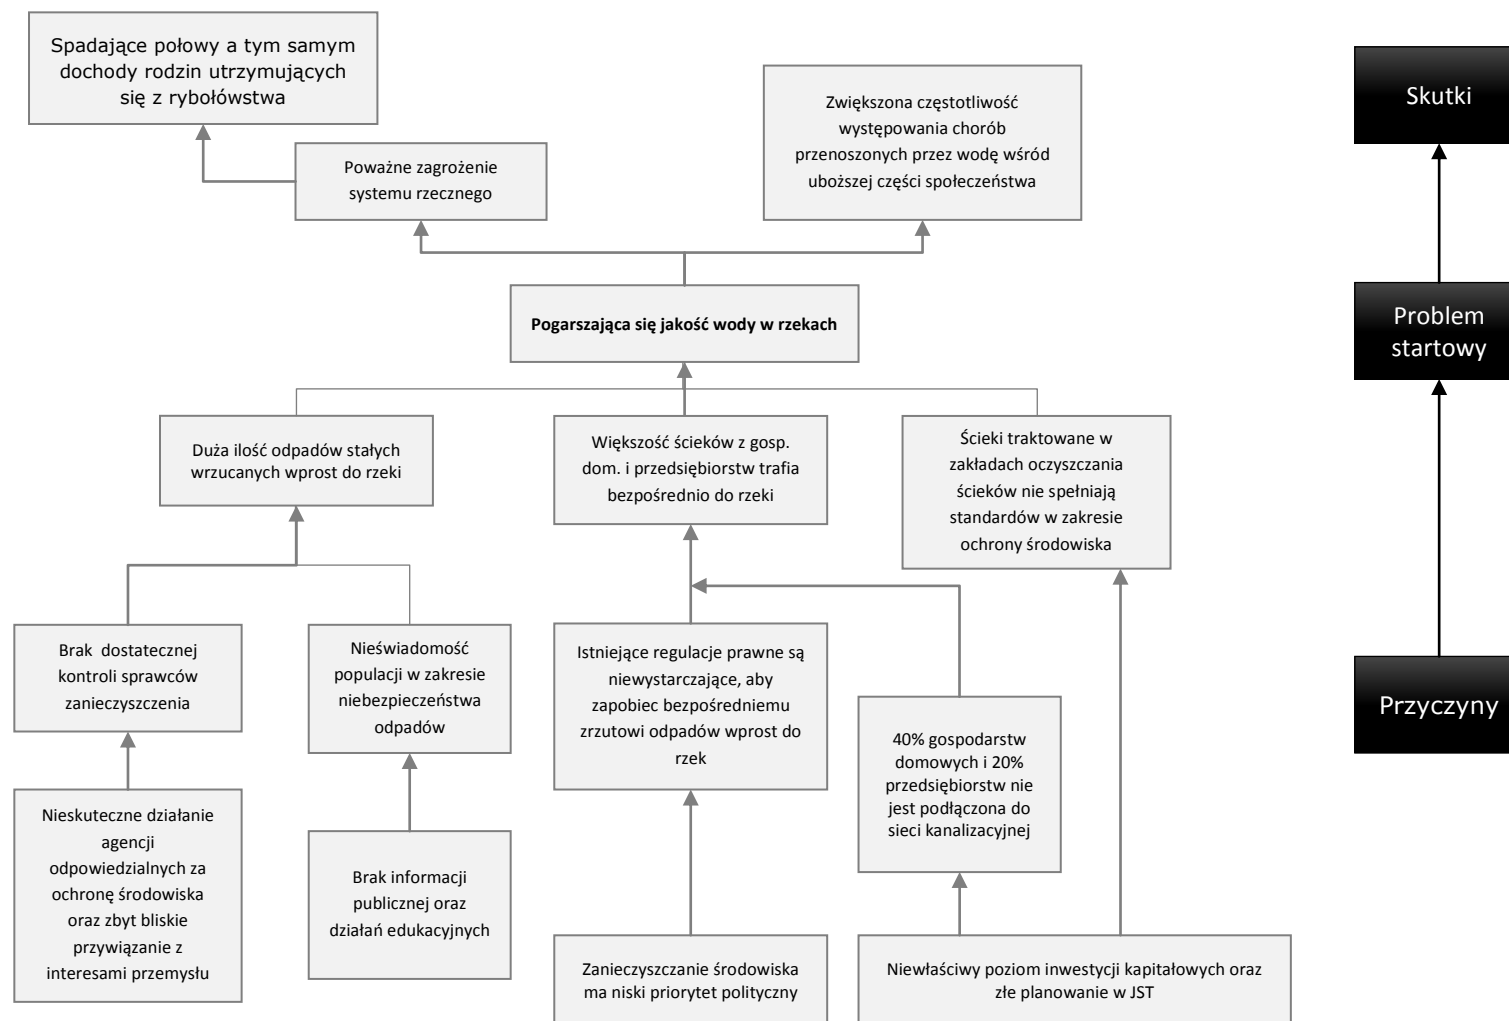 Spadające połowy a tym samym
dochody rodzin utrzymujących
się z rybołówstwa
Zwiększona częstotliwość
występowania chorób
przenoszonych przez wodę wśród
uboższej części społeczeństwa
Skutki
Poważne zagrożenie
systemu rzecznego
Pogarszająca się jakość wody w rzekach
Problem
startowy
Duża ilość odpadów stałych
wrzucanych wprost do rzeki
Większość ścieków z gosp.
dom. i przedsiębiorstw trafia
bezpośrednio do rzeki
Ścieki traktowane w
zakładach oczyszczania
ścieków nie spełniają
standardów w zakresie
ochrony środowiska
Brak dostatecznej
kontroli sprawców
zanieczyszczenia
Nieświadomość
populacji w zakresie
niebezpieczeństwa
odpadów
Istniejące regulacje prawne są
niewystarczające, aby
zapobiec bezpośredniemu
zrzutowi odpadów wprost do
rzek
40% gospodarstw
domowych i 20%
przedsiębiorstw nie
jest podłączona do
sieci kanalizacyjnej
Przyczyny
Nieskuteczne działanie
agencji
odpowiedzialnych za
ochronę środowiska
oraz zbyt bliskie
przywiązanie z
interesami przemysłu
Brak informacji
publicznej oraz
działań edukacyjnych
Zanieczyszczanie środowiska
ma niski priorytet polityczny
Niewłaściwy poziom inwestycji kapitałowych oraz
złe planowanie w JST